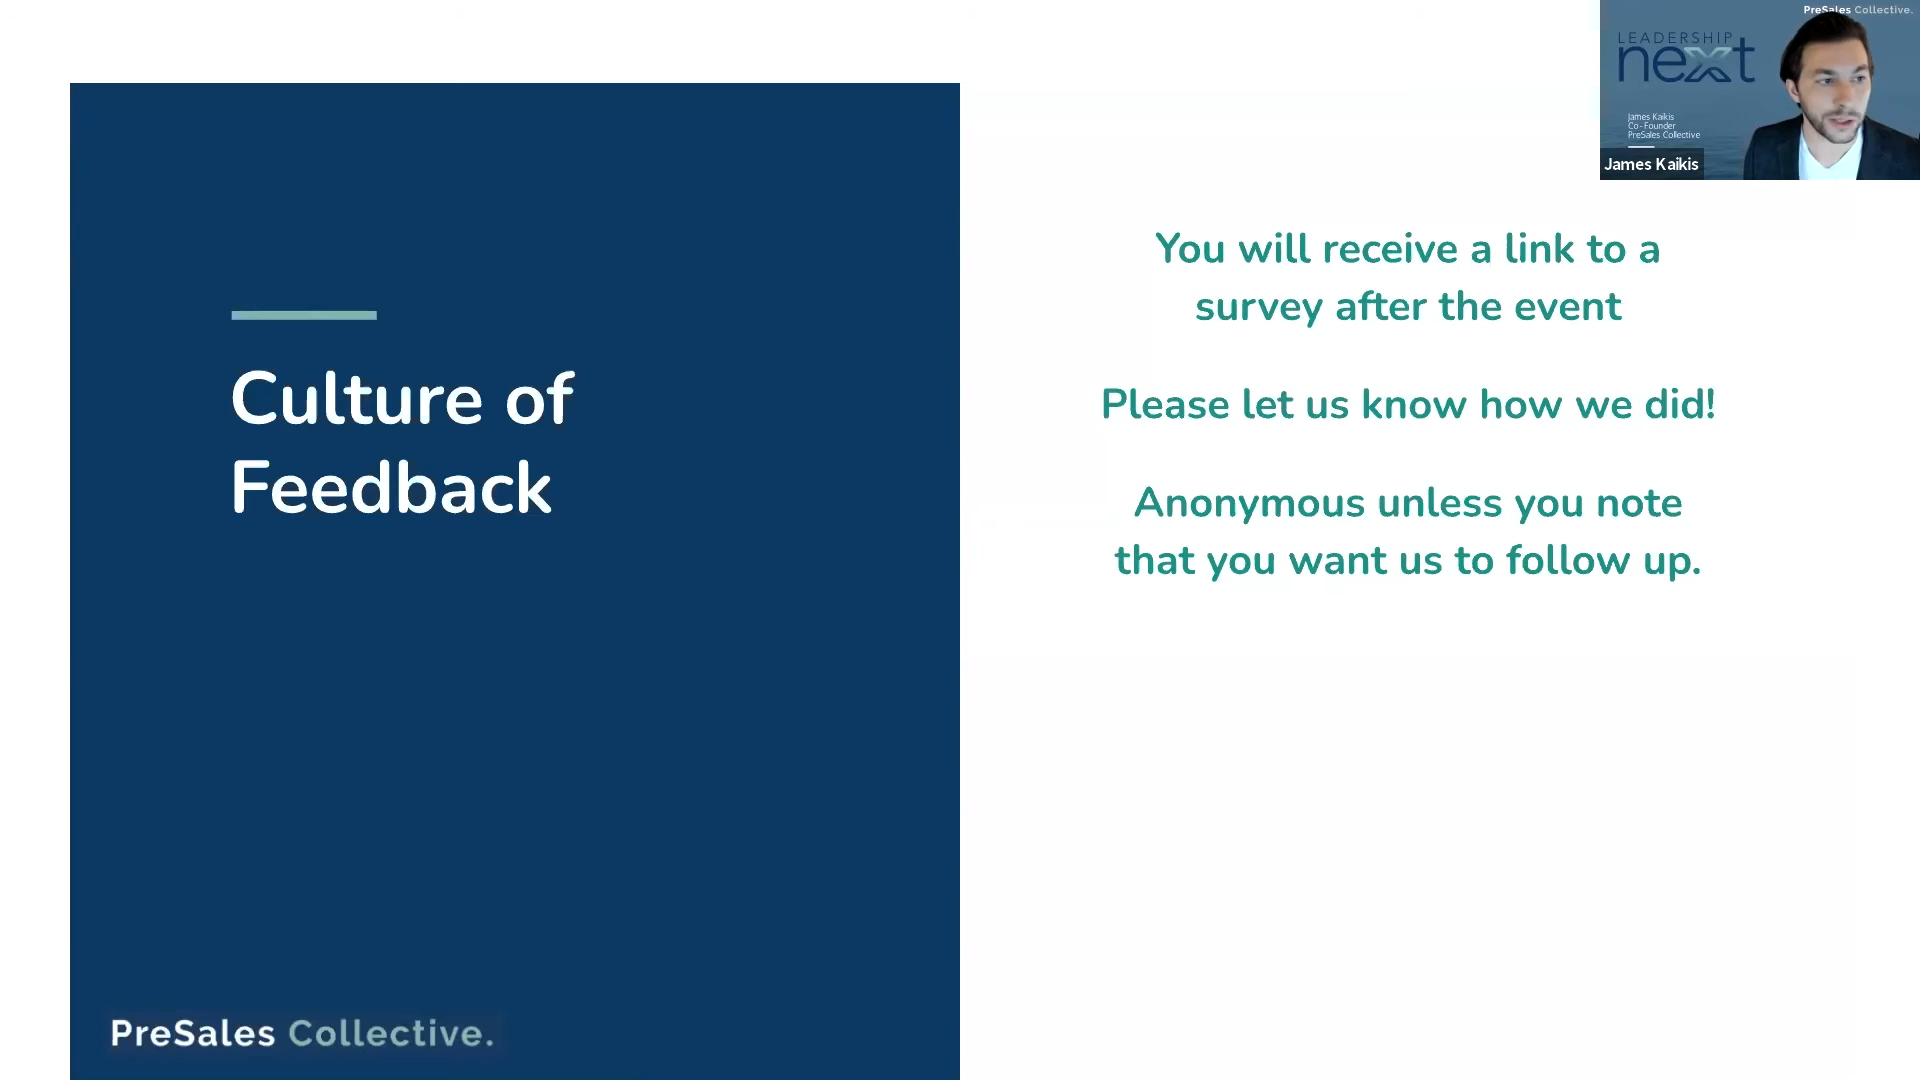 PreSales Collective.
LEADERSHIP
next
James Kaikis
Co-Founder
PreSales Collective
James Kaikis
Culture of
Feedback
You will receive a link to a
survey after the event
Please let us know how we did!
Anonymous unless you note
that you want us to follow up.
PreSales Collective.